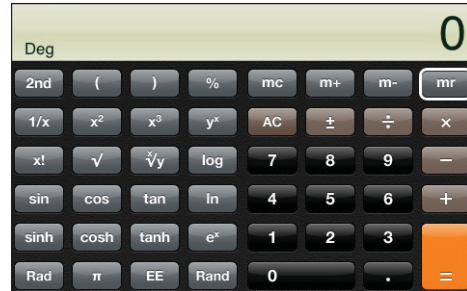 0
Deg
2nd ( ) % mc m+ m- mr
1/x x² x³ yˣ AC ± ÷ ×
x! √ ˣ√y log 7 8 9 −
sin cos tan ln 4 5 6 +
sinh cosh tanh eˣ 1 2 3
Rad π EE Rand 0 . =